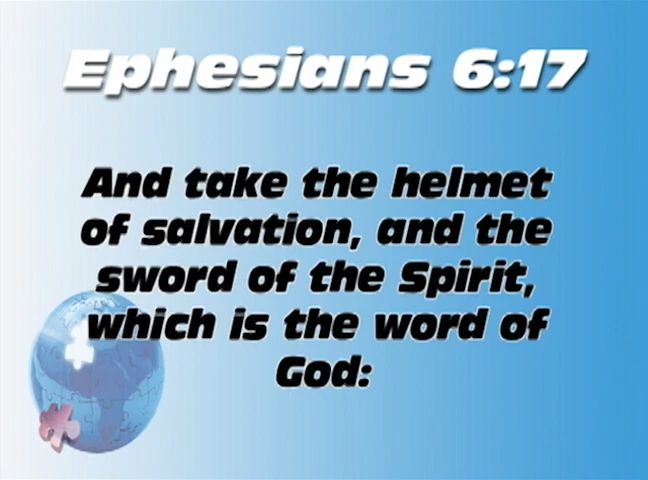 Ephesians 6:17
And take the helmet
of salvation, and the
sword of the Spirit,
which is the word of
God: